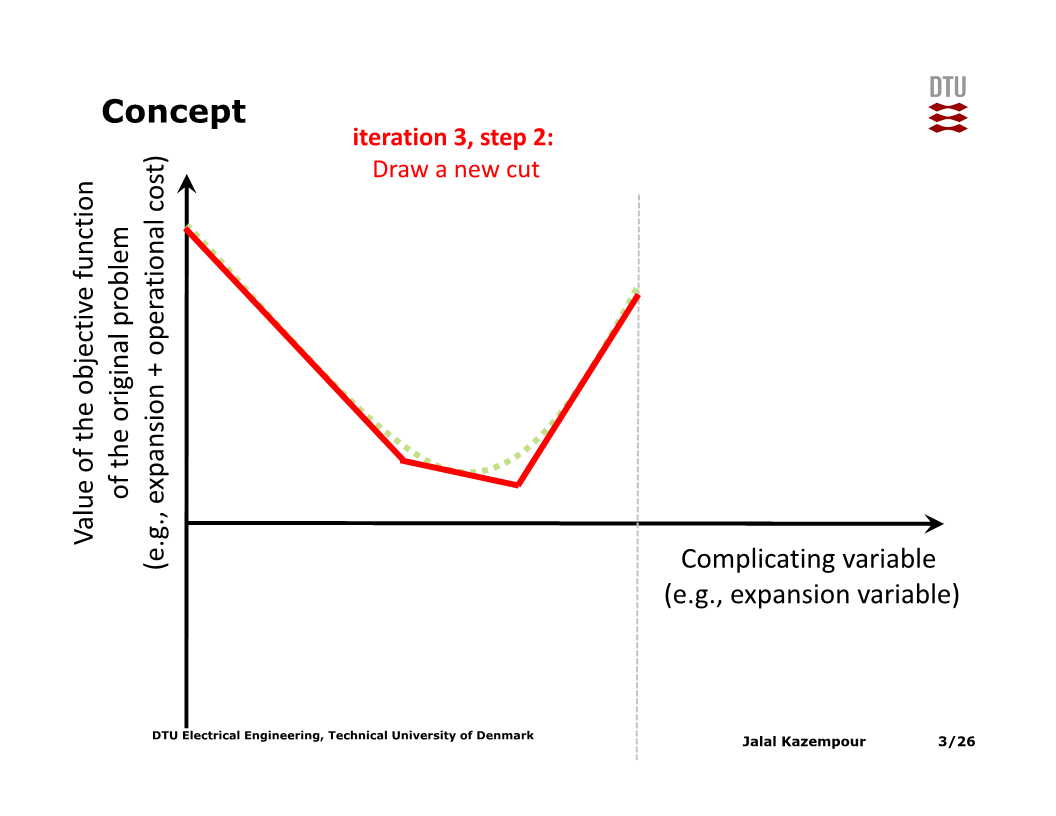 DTU
Concept
iteration 3, step 2:
Draw a new cut
Value of the objective function
of the original problem
(e.g., expansion + operational cost)
Complicating variable
(e.g., expansion variable)
DTU Electrical Engineering, Technical University of Denmark
Jalal Kazempour
3/26